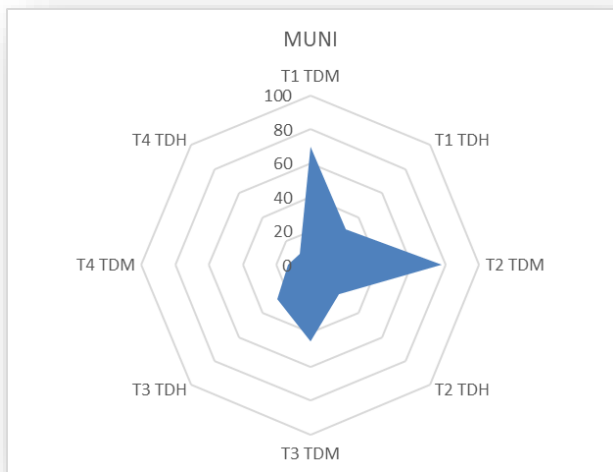 MUNI
T1 TDM
100
80
60
40
20
0
T1 TDH
T2 TDM
T2 TDH
T3 TDM
T3 TDH
T4 TDM
T4 TDH